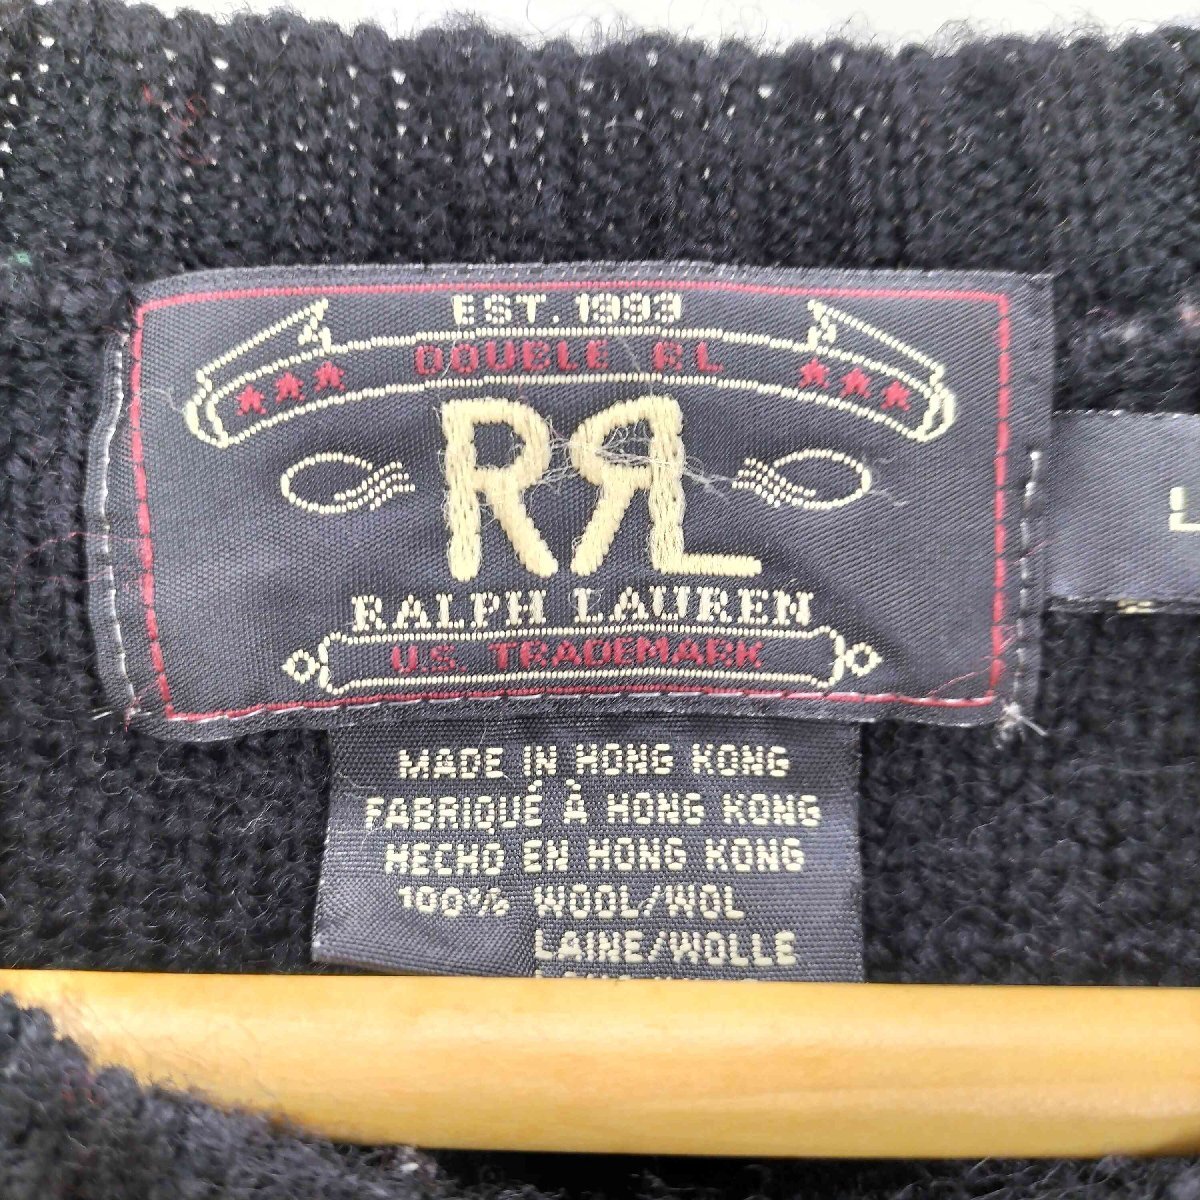 EST. 1993
★★★ DOUBLE RL ★★★
RRL
RALPH LAUREN
U.S. TRADEMARK
L
MADE IN HONG KONG
FABRIQUÉ À HONG KONG
HECHO EN HONG KONG
100% WOOL/WOL
LAINE/WOLLE